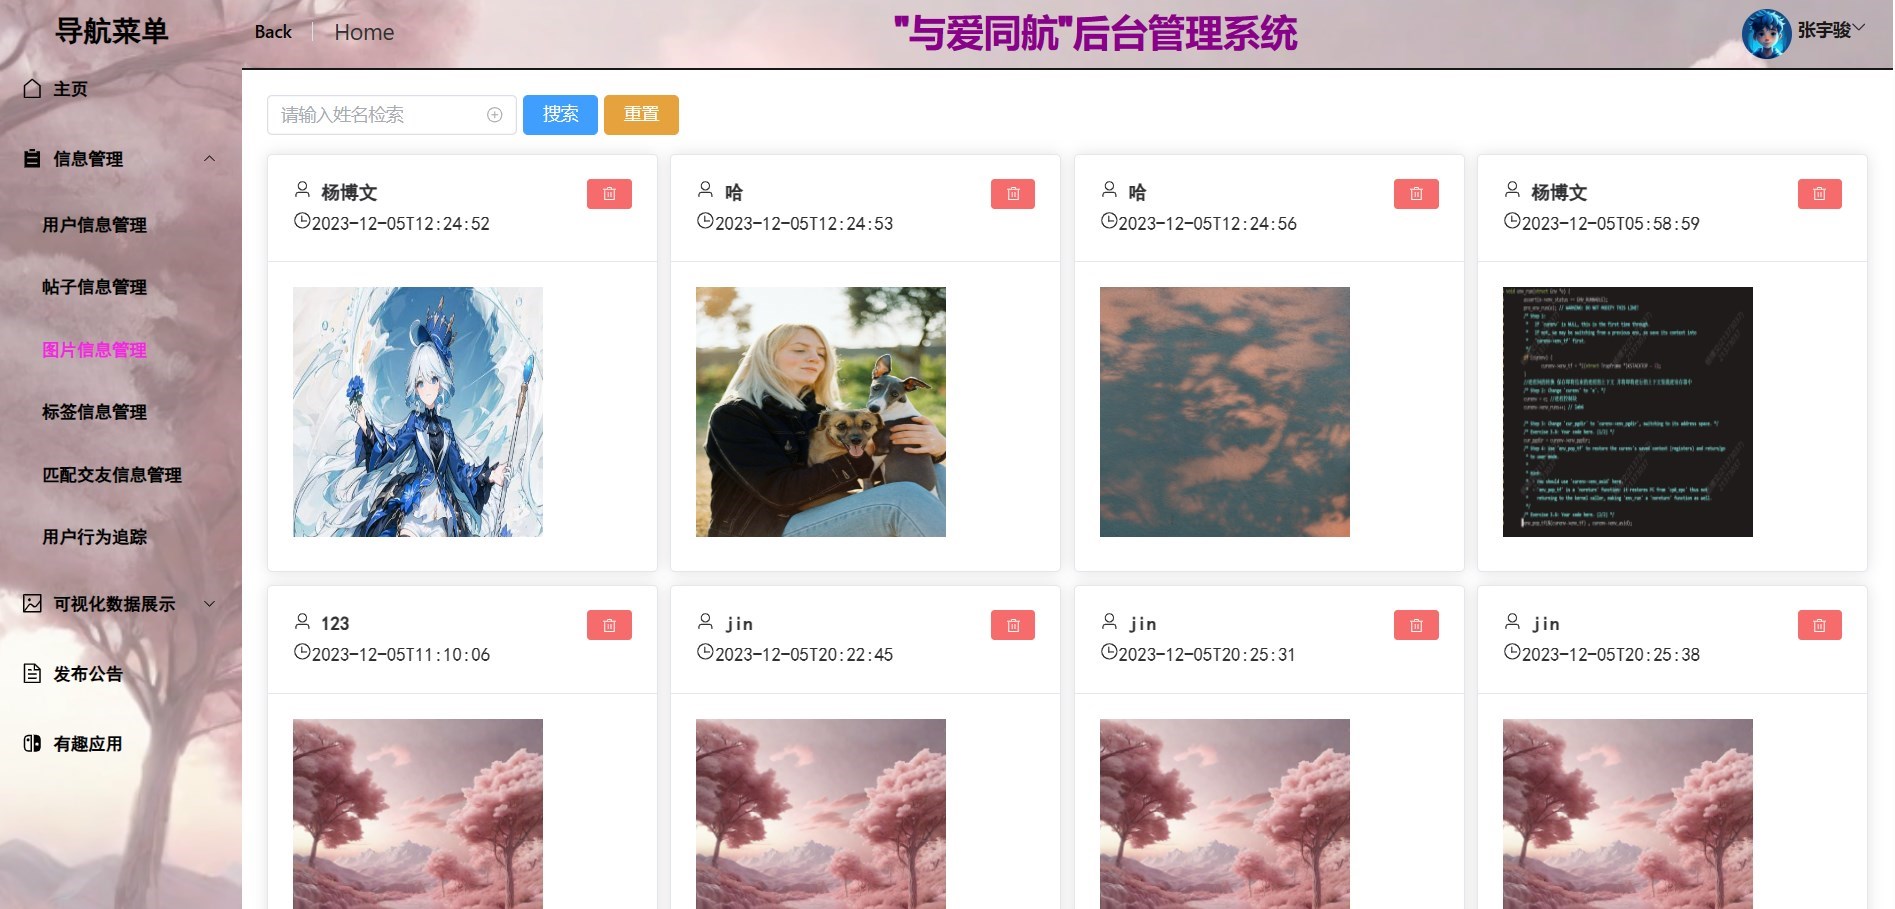 导航菜单
Back
Home
"与爱同航"后台管理系统
张宇骏
主页
信息管理
用户信息管理
帖子信息管理
图片信息管理
标签信息管理
匹配交友信息管理
用户行为追踪
可视化数据展示
发布公告
有趣应用
请输入姓名检索
搜索
重置
杨博文
2023-12-05T12:24:52
哈
2023-12-05T12:24:53
哈
2023-12-05T12:24:56
杨博文
2023-12-05T05:58:59
123
2023-12-05T11:10:06
jin
2023-12-05T20:22:45
jin
2023-12-05T20:25:31
jin
2023-12-05T20:25:38